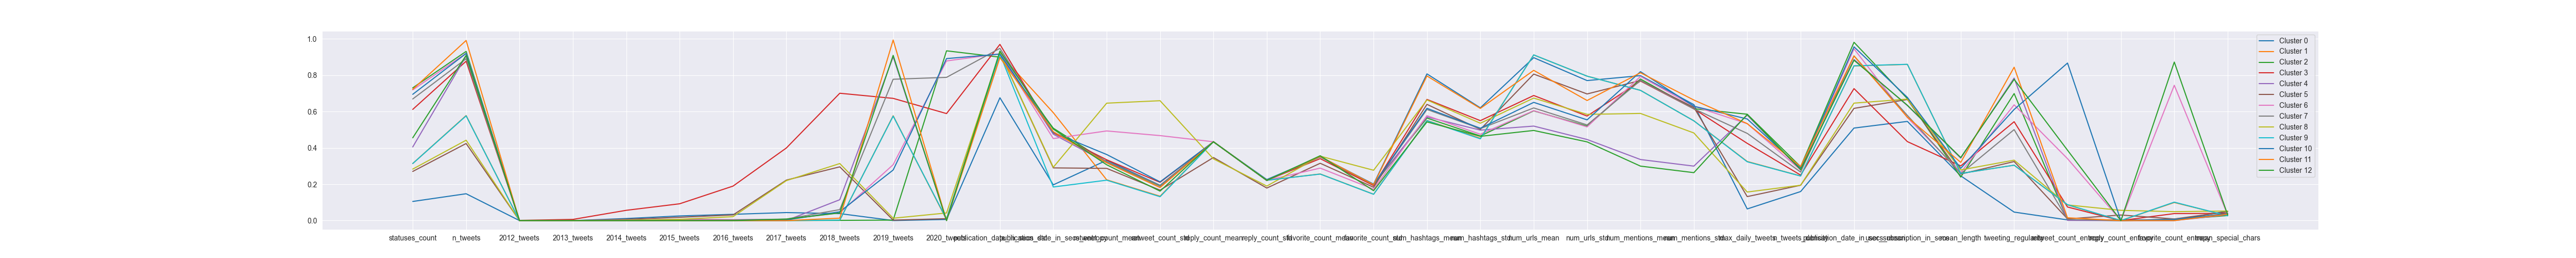 1.0
0.8
0.6
0.4
0.2
0.0
statuses_count
n_tweets
2012_tweets
2013_tweets
2014_tweets
2015_tweets
2016_tweets
2017_tweets
2018_tweets
2019_tweets
2020_tweets
reply_count_mean
reply_count_std
favorite_count_mean
favorite_count_std
num_hashtags_mean
num_hashtags_std
num_urls_mean
num_urls_std
num_mentions_mean
num_mentions_std
max_daily_tweets
mean_length
tweeting_regularity
mean_special_chars
Cluster 0
Cluster 1
Cluster 2
Cluster 3
Cluster 4
Cluster 5
Cluster 6
Cluster 7
Cluster 8
Cluster 9
Cluster 10
Cluster 11
Cluster 12